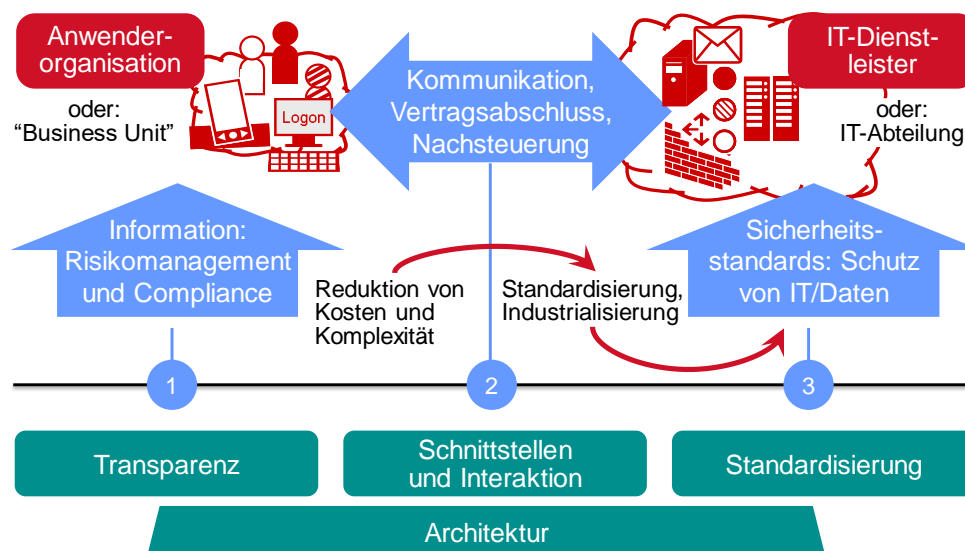 Anwender-
organisation
oder:
“Business Unit”
Logon
Kommunikation,
Vertragsabschluss,
Nachsteuerung
IT-Dienst-
leister
oder:
IT-Abteilung
Information:
Risikomanagement
und Compliance
Reduktion von
Kosten und
Komplexität
Standardisierung,
Industrialisierung
Sicherheits-
standards: Schutz
von IT/Daten
1
2
3
Transparenz
Schnittstellen
und Interaktion
Standardisierung
Architektur